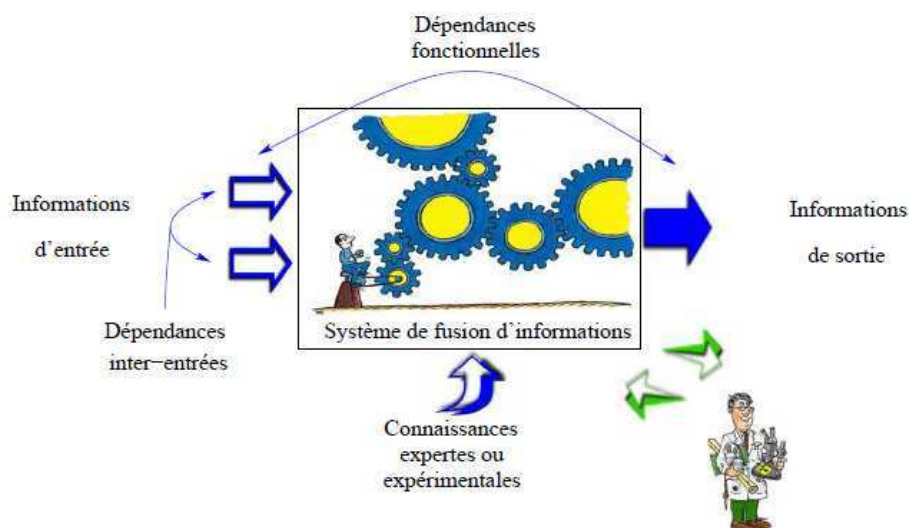 Dépendances
fonctionnelles
Informations
d'entrée
Informations
de sortie
Dépendances
inter-entrées
Système de fusion d'informations
Connaissances
expertes ou
expérimentales